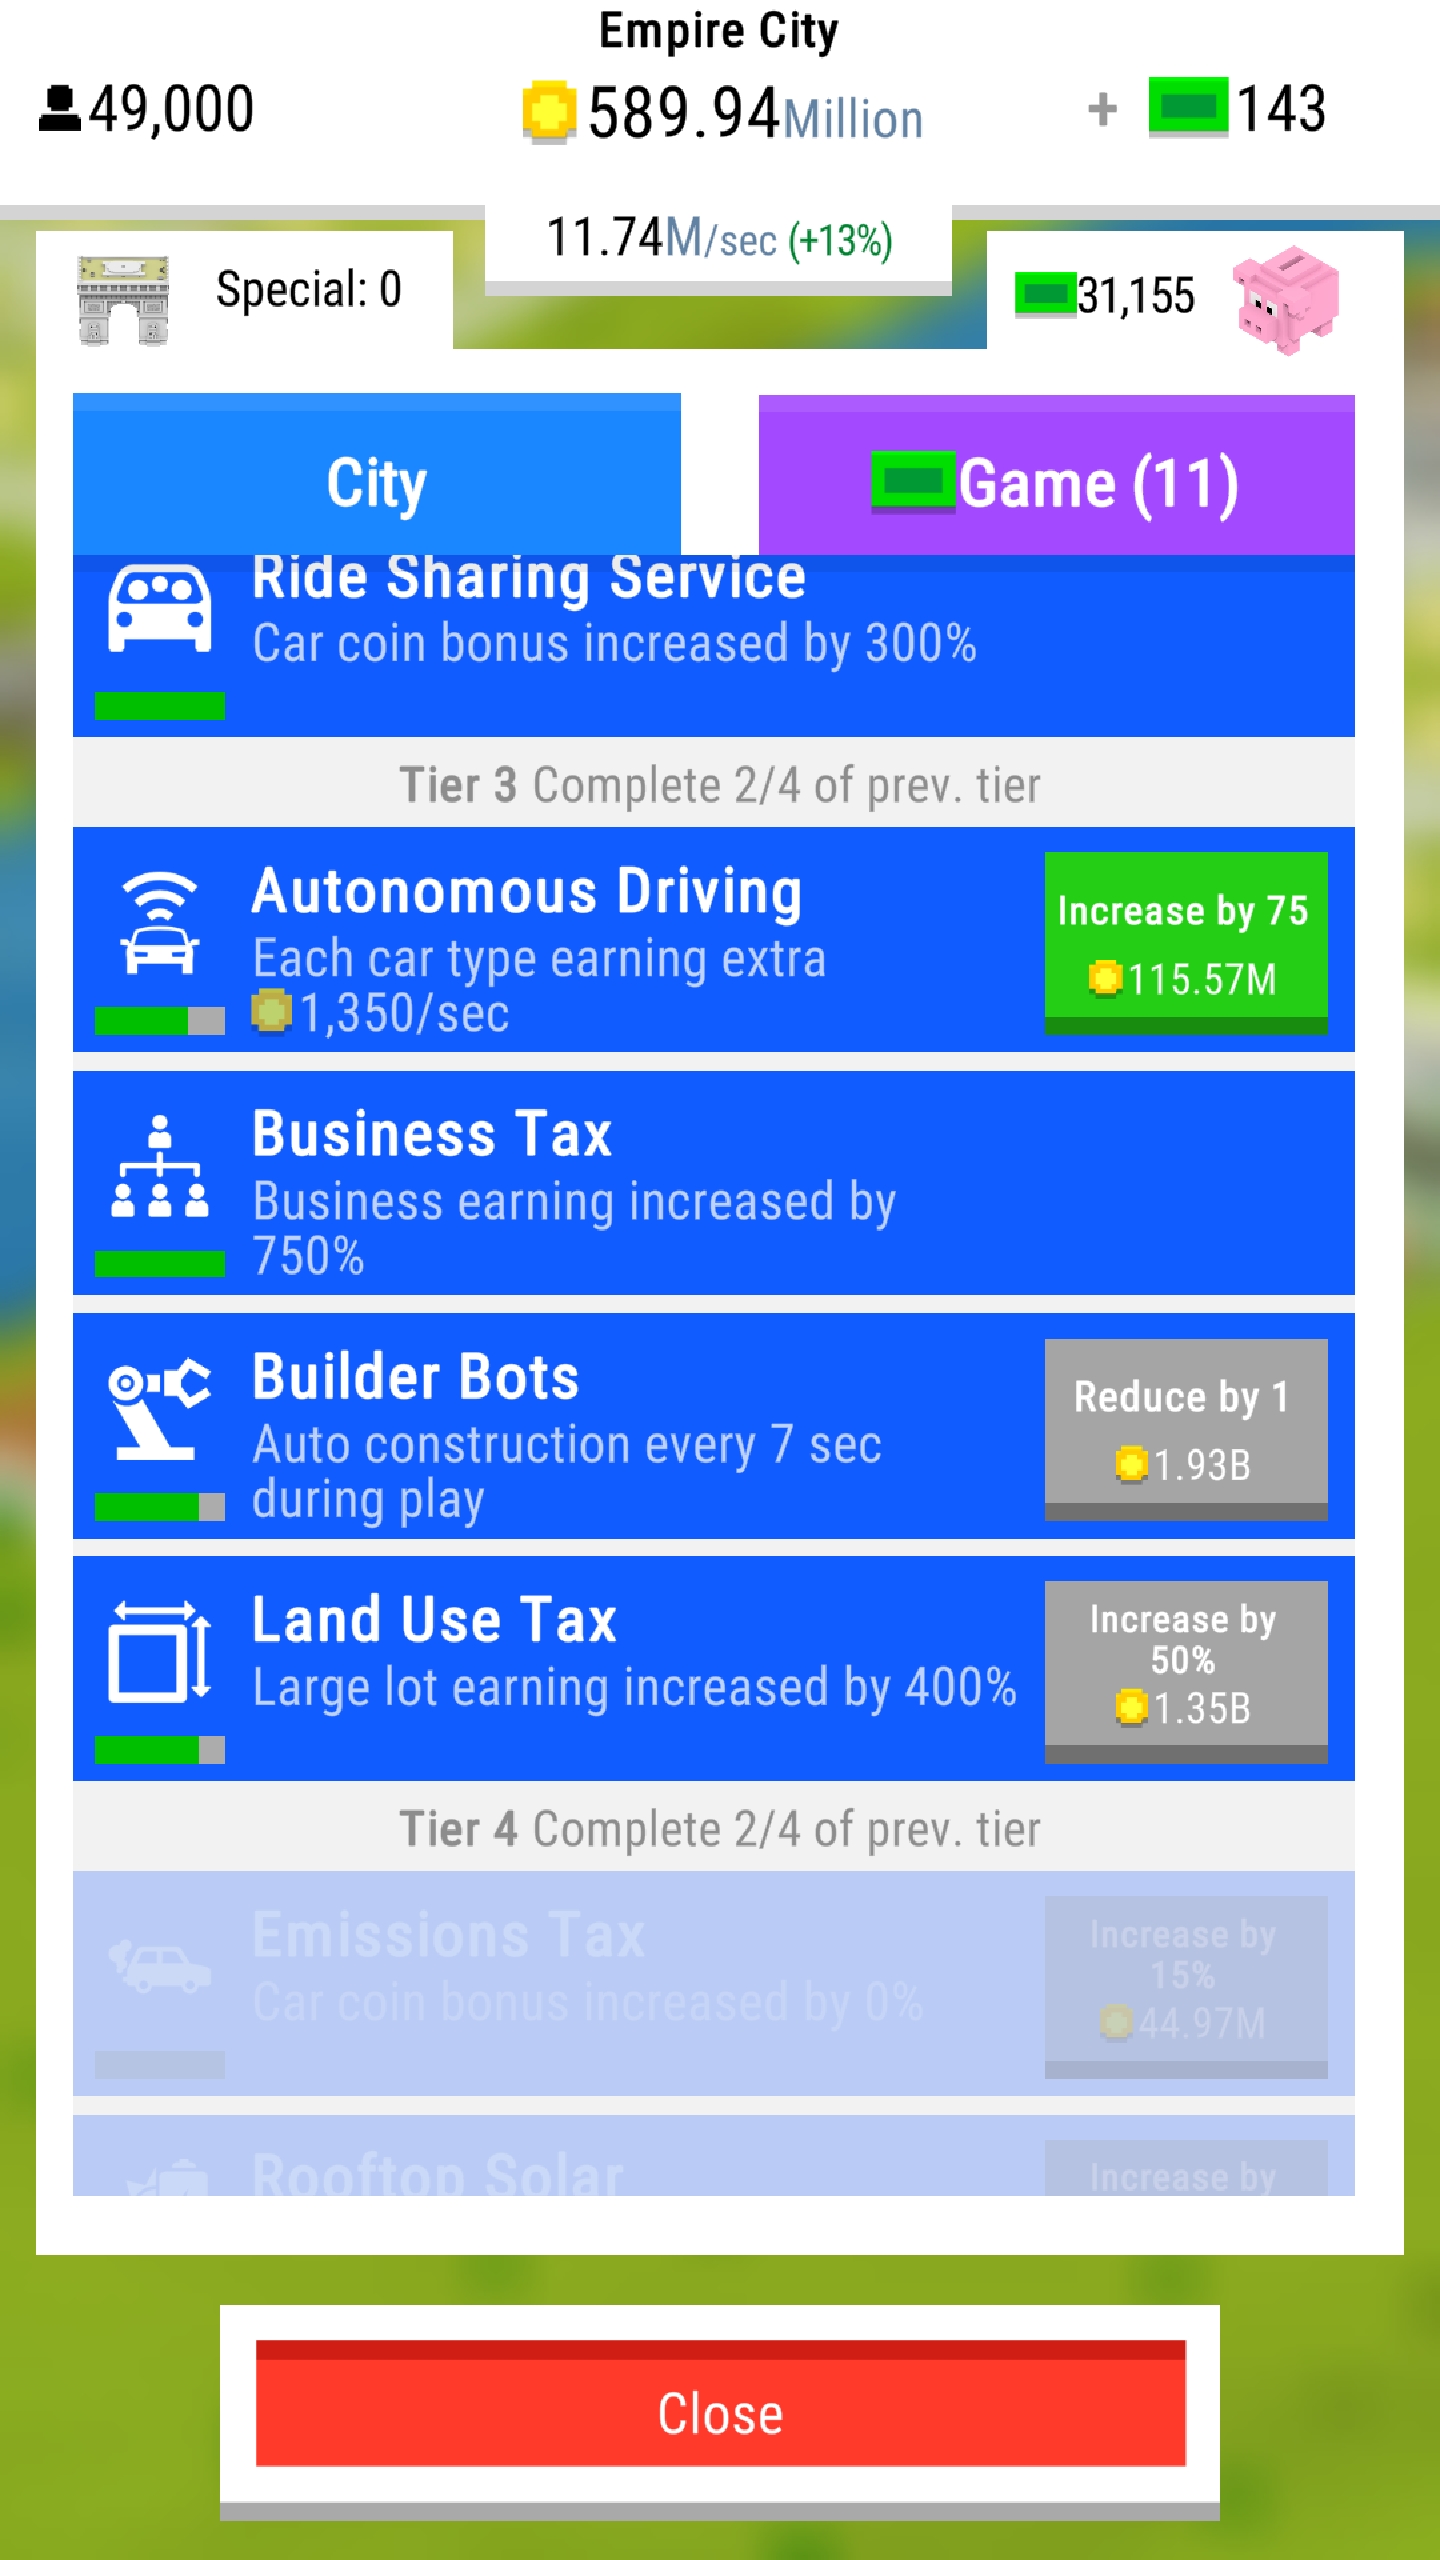 Empire City
49,000
589.94Million
+ 143
11.74M/sec (+13%)
Special: 0
31,155
City
Game (11)
Ride Sharing Service
Car coin bonus increased by 300%
Tier 3 Complete 2/4 of prev. tier
Autonomous Driving
Each car type earning extra
1,350/sec
Increase by 75
115.57M
Business Tax
Business earning increased by
750%
Builder Bots
Auto construction every 7 sec
during play
Reduce by 1
1.93B
Land Use Tax
Large lot earning increased by 400%
Increase by
50%
1.35B
Tier 4 Complete 2/4 of prev. tier
Emissions Tax
Car coin bonus increased by 0%
Increase by
15%
44.97M
Rooftop Solar
Increase by
Close